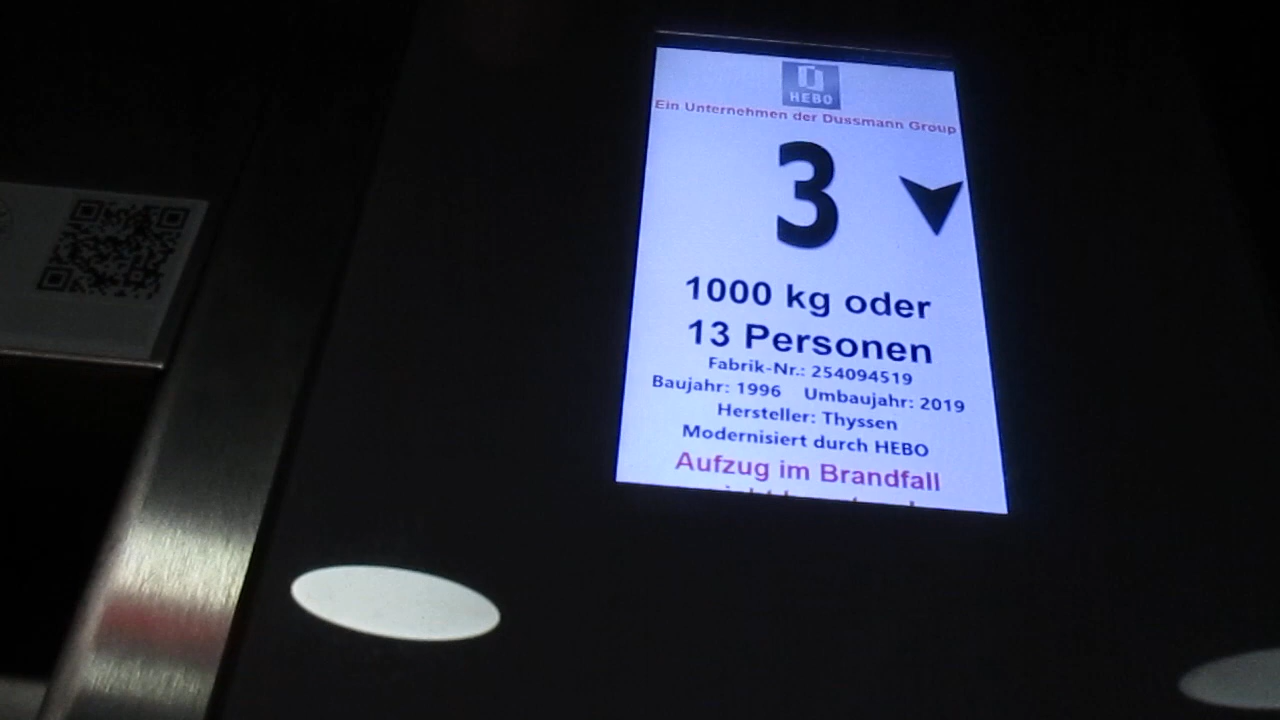 HEBO
Ein Unternehmen der Dussmann Group
3
1000 kg oder
13 Personen
Fabrik-Nr.: 254094519
Baujahr: 1996 Umbaujahr: 2019
Hersteller: Thyssen
Modernisiert durch HEBO
Aufzug im Brandfall